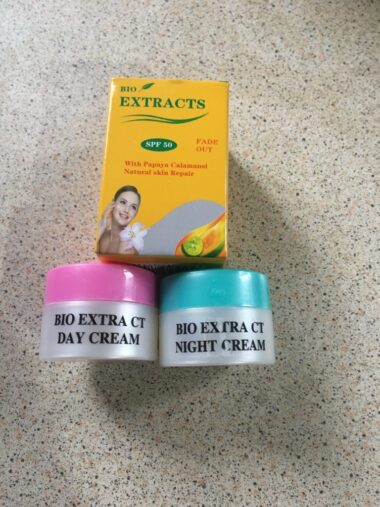 BIO
EXTRACTS
SPF 50
FADE
OUT
With Papaya Calamansi
Natural skin Repair
BIO EXTRA CT
DAY CREAM
BIO EXTRA CT
NIGHT CREAM